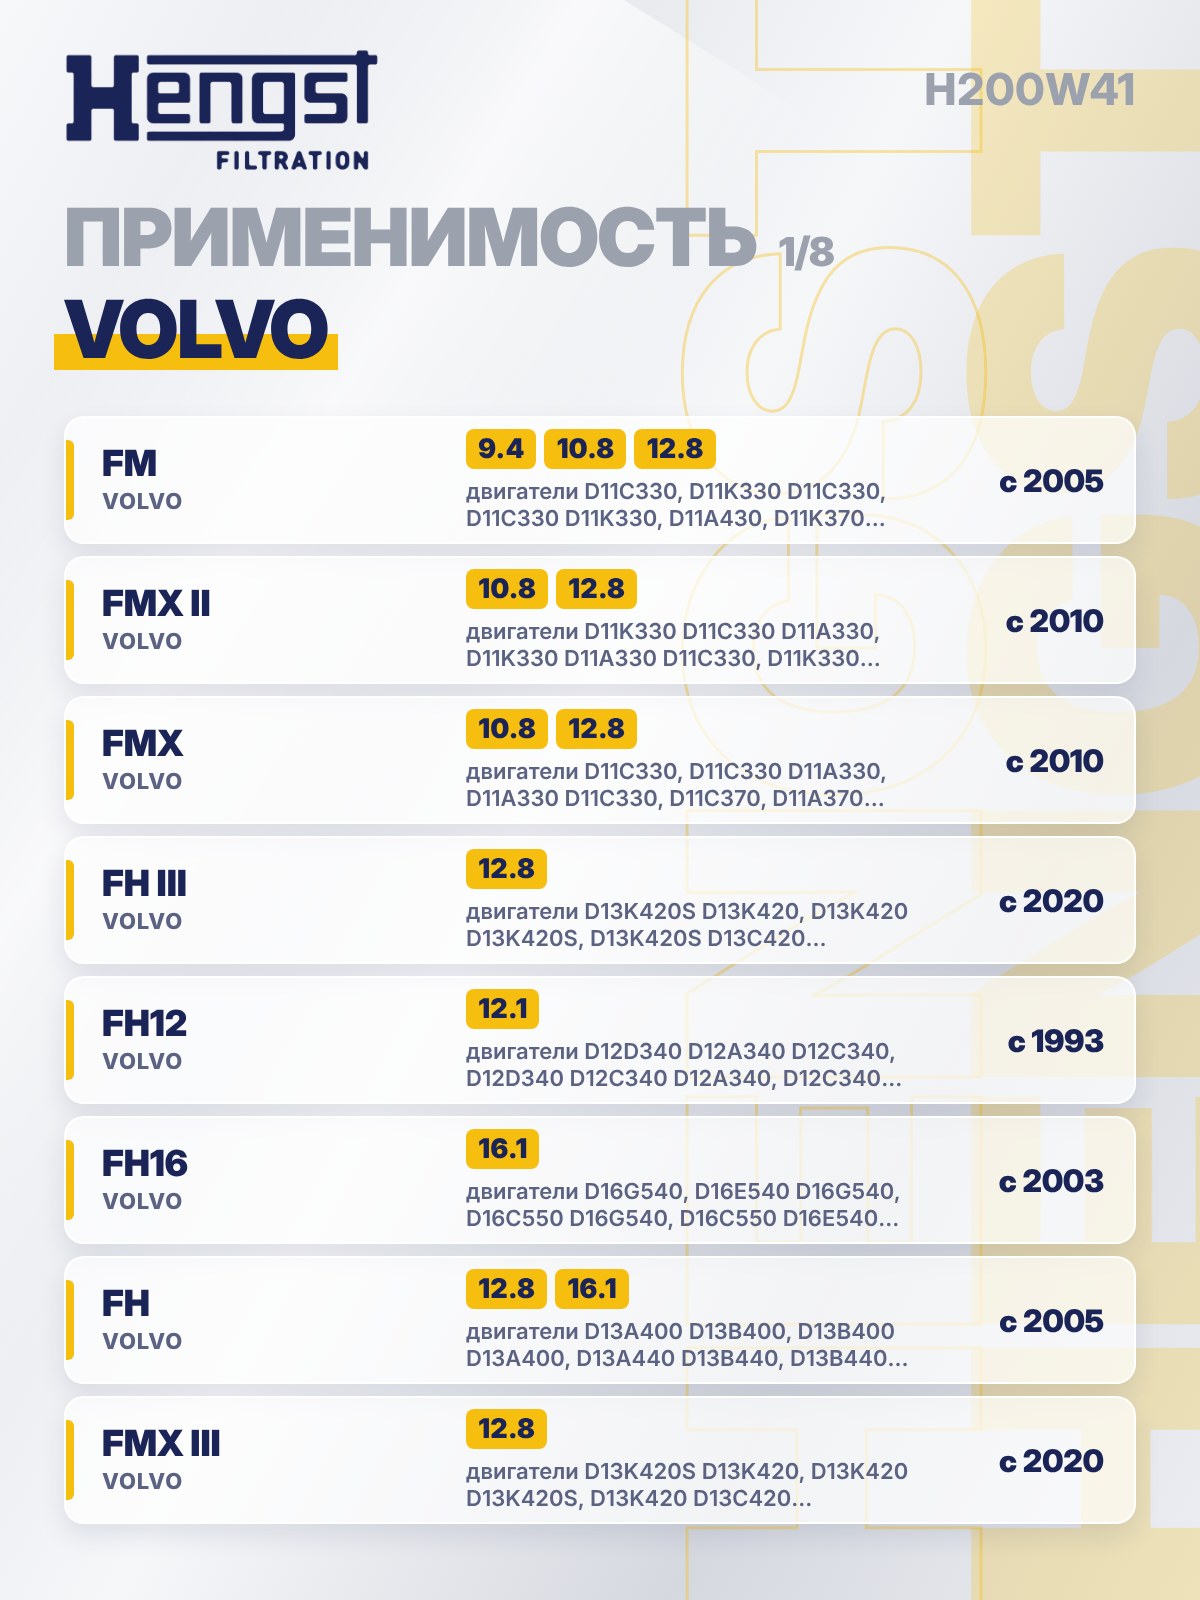 Hengst
FILTRATION
H200W41
ПРИМЕНИМОСТЬ 1/8
VOLVO
FM
VOLVO
9.4 10.8 12.8
двигатели D11C330, D11K330 D11C330,
D11C330 D11K330, D11A430, D11K370...
с 2005
FMX II
VOLVO
10.8 12.8
двигатели D11K330 D11C330 D11A330,
D11K330 D11A330 D11C330, D11K330...
с 2010
FMX
VOLVO
10.8 12.8
двигатели D11C330, D11C330 D11A330,
D11A330 D11C330, D11C370, D11A370...
с 2010
FH III
VOLVO
12.8
двигатели D13K420S D13K420, D13K420
D13K420S, D13K420S D13C420...
с 2020
FH12
VOLVO
12.1
двигатели D12D340 D12A340 D12C340,
D12D340 D12C340 D12A340, D12C340...
с 1993
FH16
VOLVO
16.1
двигатели D16G540, D16E540 D16G540,
D16C550 D16G540, D16C550 D16E540...
с 2003
FH
VOLVO
12.8 16.1
двигатели D13A400 D13B400, D13B400
D13A400, D13A440 D13B440, D13B440...
с 2005
FMX III
VOLVO
12.8
двигатели D13K420S D13K420, D13K420
D13K420S, D13K420 D13C420...
с 2020
HENGST
HENGST